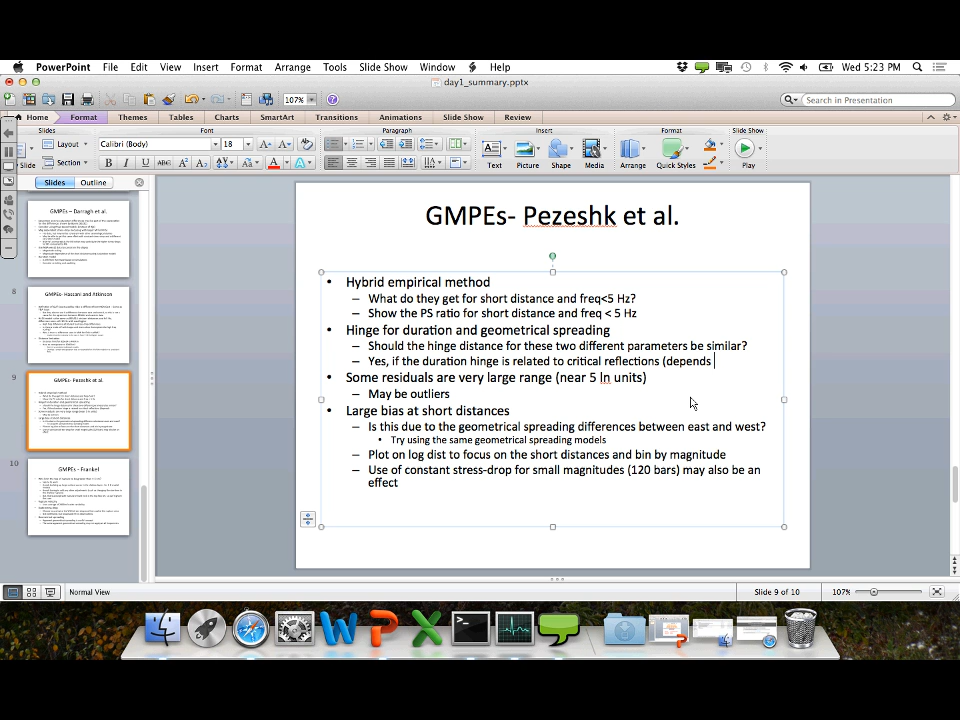 PowerPoint File Edit View Insert Format Arrange Tools Slide Show Window Help Wed 5:23 PM
day1_summary.pptx
107% Search in Presentation
Home Format Themes Tables Charts SmartArt Transitions Animations Slide Show Review
Slides Font Paragraph Insert Format Slide Show
Layout Calibri (Body) 18
Slide Section Text Picture Shape Media Arrange Quick Styles Play
Slides Outline
GMPEs – Darragh et al.
8
GMPEs- Hassani and Atkinson
9
GMPEs- Pezeshk et al.
10
GMPEs - Frankel
GMPEs- Pezeshk et al.
• Hybrid empirical method
– What do they get for short distance and freq<5 Hz?
– Show the PS ratio for short distance and freq < 5 Hz
• Hinge for duration and geometrical spreading
– Should the hinge distance for these two different parameters be similar?
– Yes, if the duration hinge is related to critical reflections (depends
• Some residuals are very large range (near 5 ln units)
– May be outliers
• Large bias at short distances
– Is this due to the geometrical spreading differences between east and west?
• Try using the same geometrical spreading models
– Plot on log dist to focus on the short distances and bin by magnitude
– Use of constant stress-drop for small magnitudes (120 bars) may also be an
effect
Normal View Slide 9 of 10 107%